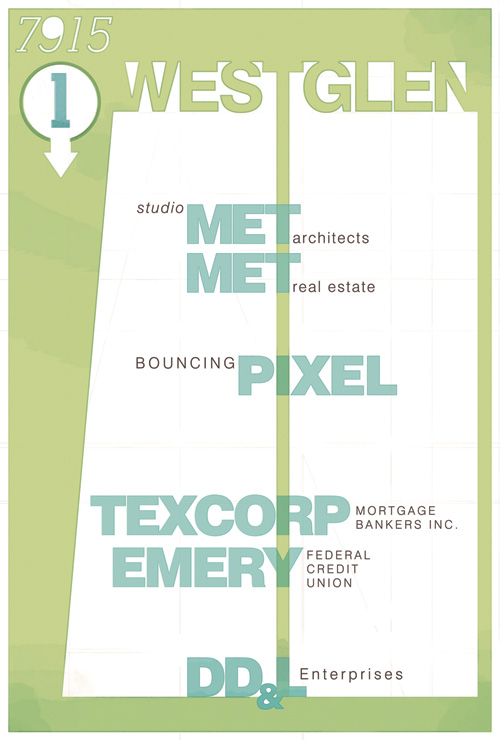 7915
1
WESTGLEN
studio MET architects
MET real estate
BOUNCING PIXEL
TEXCORP MORTGAGE
BANKERS INC.
EMERY FEDERAL
CREDIT
UNION
DD&L Enterprises